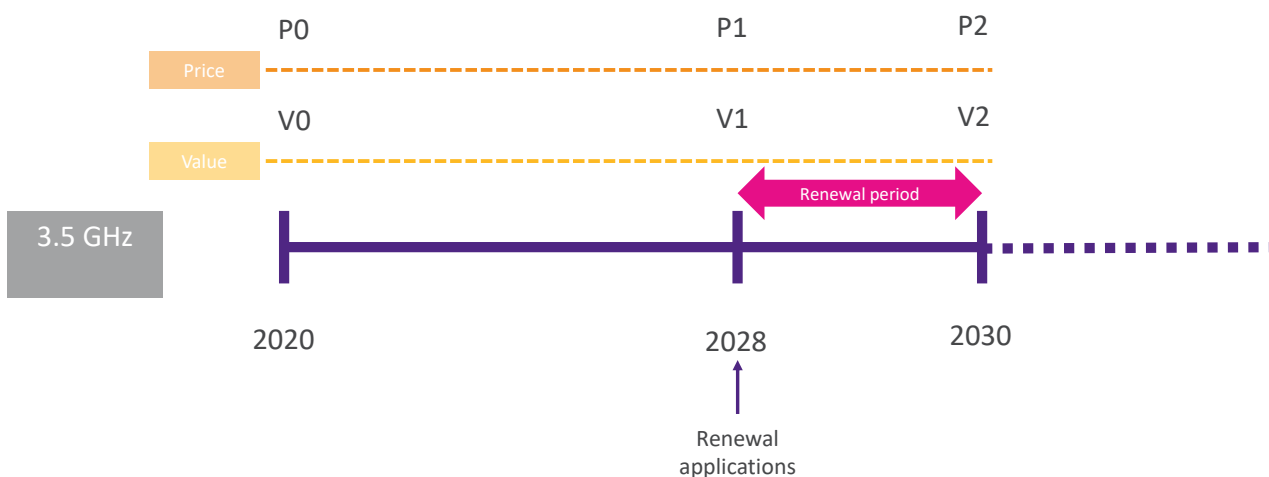 P0
P1
P2
Price
V0
V1
V2
Value
Renewal period
3.5 GHz
2020
2028
2030
Renewal
applications